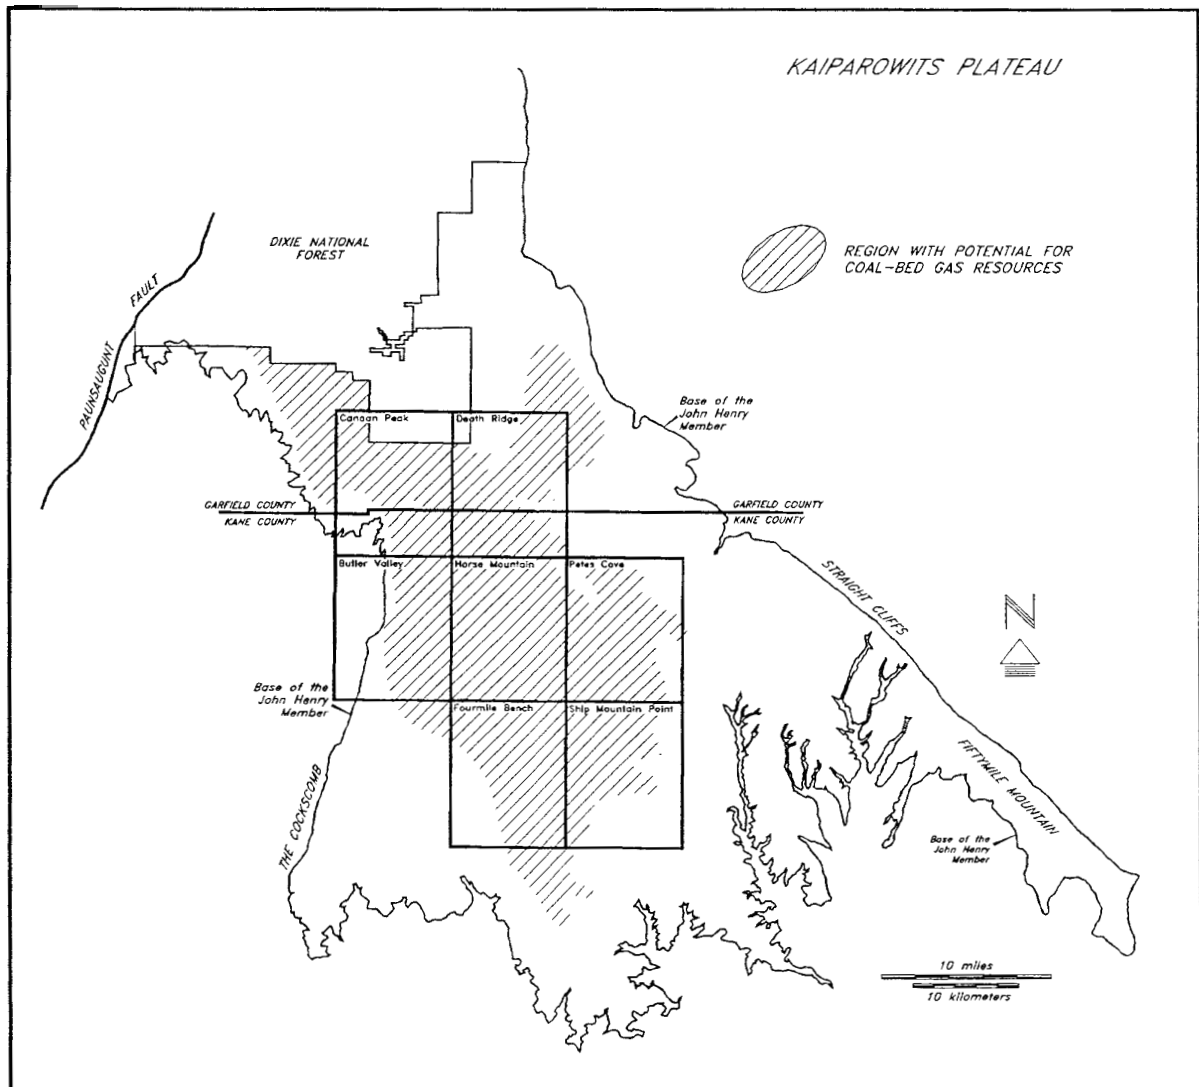 KAIPAROWITS PLATEAU
DIXIE NATIONAL
FOREST
REGION WITH POTENTIAL FOR
COAL-BED GAS RESOURCES
PAUNSAUGUNT FAULT
Base of the
John Henry
Member
Canaan Peak
Death Ridge
GARFIELD COUNTY
KANE COUNTY
GARFIELD COUNTY
KANE COUNTY
Butler Valley
Horse Mountain
Petes Cove
STRAIGHT CLIFFS
N
Base of the
John Henry
Member
Fourmile Bench
Ship Mountain Point
FIFTYMILE MOUNTAIN
THE COCKSCOMB
Base of the
John Henry
Member
10 miles
10 kilometers